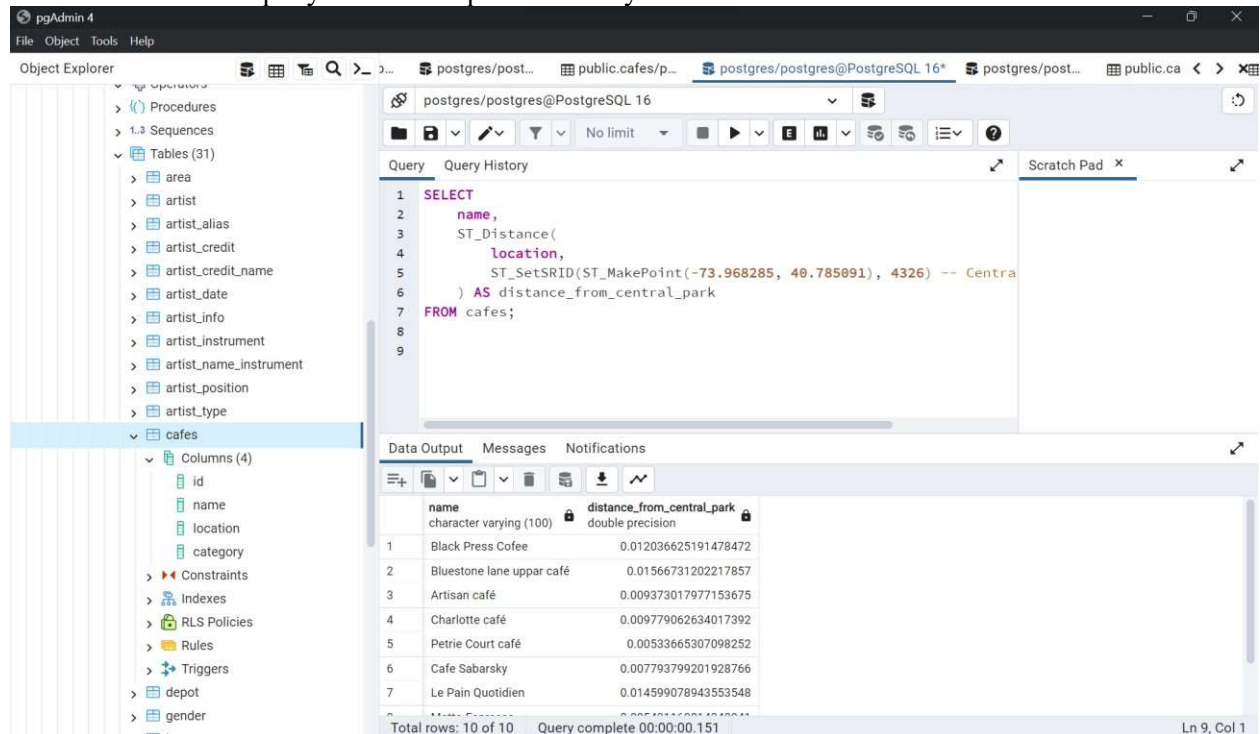 pgAdmin 4
File Object Tools Help
Object Explorer
postgres/post...
public.cafes/p...
postgres/postgres@PostgreSQL 16*
postgres/post...
public.ca
Procedures
1..3 Sequences
Tables (31)
area
artist
artist_alias
artist_credit
artist_credit_name
artist_date
artist_info
artist_instrument
artist_name_instrument
artist_position
artist_type
cafes
Columns (4)
id
name
location
category
Constraints
Indexes
RLS Policies
Rules
Triggers
depot
gender
postgres/postgres@PostgreSQL 16
No limit
Query Query History
Scratch Pad
1 SELECT
2 name,
3 ST_Distance(
4 location,
5 ST_SetSRID(ST_MakePoint(-73.968285, 40.785091), 4326) -- Centra
6 ) AS distance_from_central_park
7 FROM cafes;
8
9
Data Output Messages Notifications
name distance_from_central_park
character varying (100) double precision
1 Black Press Cofee 0.012036625191478472
2 Bluestone lane uppar café 0.01566731202217857
3 Artisan café 0.009373017977153675
4 Charlotte café 0.009779062634017392
5 Petrie Court café 0.00533665307098252
6 Cafe Sabarsky 0.007793799201928766
7 Le Pain Quotidien 0.014599078943553548
Total rows: 10 of 10 Query complete 00:00:00.151 Ln 9, Col 1